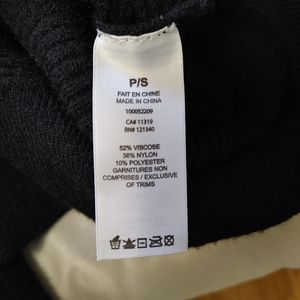 P/S
FAIT EN CHINE
MADE IN CHINA
100052209
CA# 11319
RN# 121340
52% VISCOSE
38% NYLON
10% POLYESTER
GARNITURES NON
COMPRISES / EXCLUSIVE
OF TRIMS